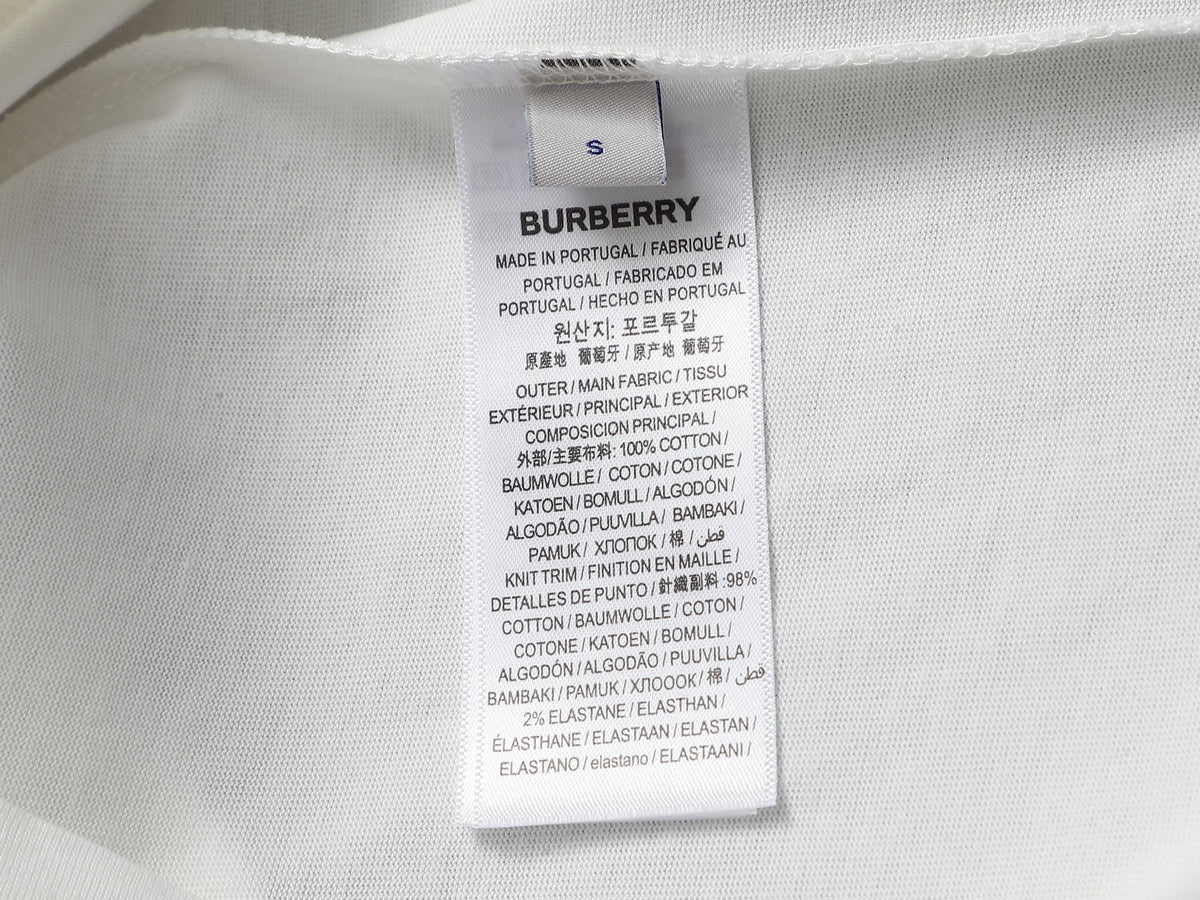 S
BURBERRY
MADE IN PORTUGAL / FABRIQUÉ AU
PORTUGAL / FABRICADO EM
PORTUGAL / HECHO EN PORTUGAL
원산지: 포르투갈
原產地 葡萄牙 / 原产地 葡萄牙
OUTER / MAIN FABRIC / TISSU
EXTÉRIEUR / PRINCIPAL / EXTERIOR
COMPOSICION PRINCIPAL /
外部/主要布料: 100% COTTON /
BAUMWOLLE / COTON / COTONE /
KATOEN / BOMULL / ALGODÓN /
ALGODÃO / PUUVILLA / BAMBAKI /
PAMUK / ХЛОПОК / 棉 / قطن
KNIT TRIM / FINITION EN MAILLE /
DETALLES DE PUNTO / 針織副料 :98%
COTTON / BAUMWOLLE / COTON /
COTONE / KATOEN / BOMULL /
ALGODÓN / ALGODÃO / PUUVILLA /
BAMBAKI / PAMUK / ХЛОООК / 棉 / قطن
2% ELASTANE / ELASTHAN /
ÉLASTHANE / ELASTAAN / ELASTAN /
ELASTANO / elastano / ELASTAANI /